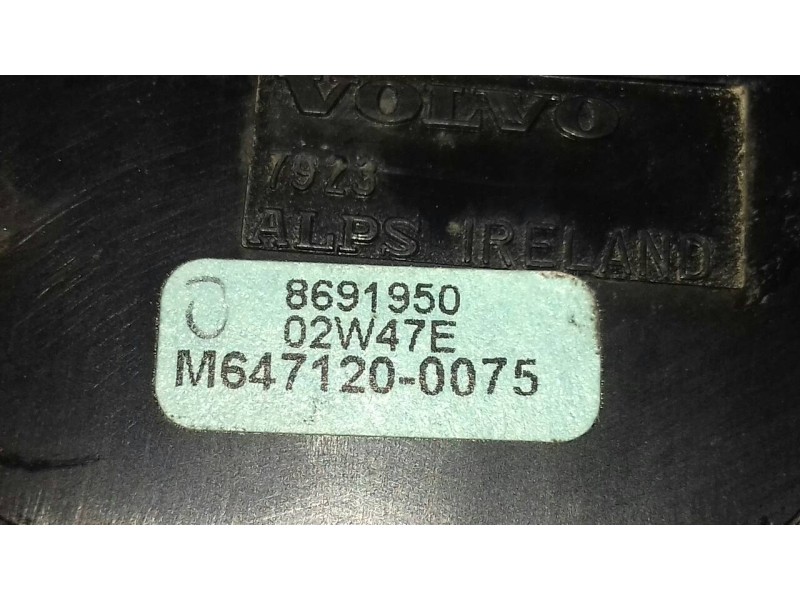 VOLVO
7923
ALPS IRELAND
8691950
02W47E
M647120-0075